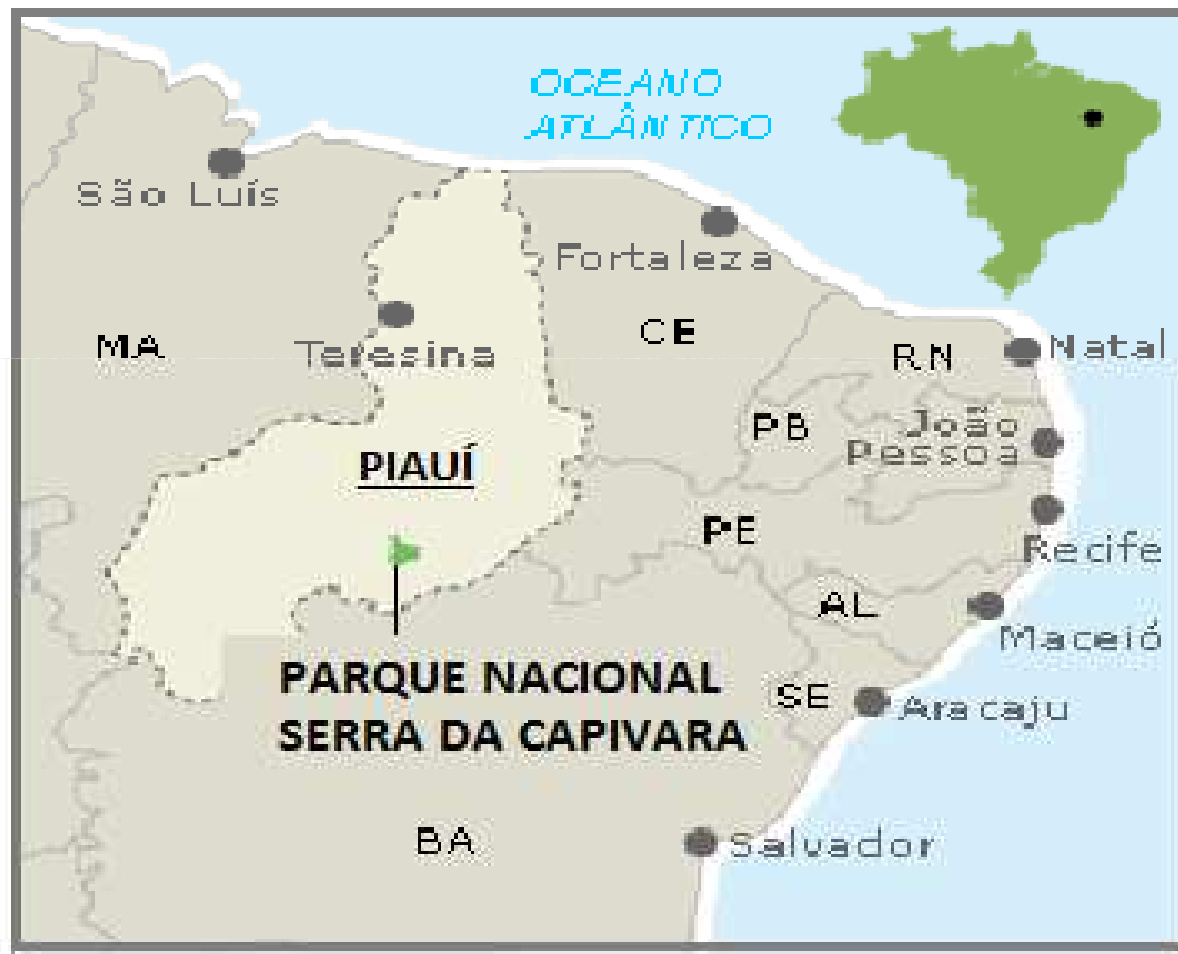 OCEANO
ATLÂNTICO
São Luís
Fortaleza
MA
Teresina
CE
RN
Natal
PB
João
Pessoa
PIAUÍ
PE
Recife
AL
Maceió
PARQUE NACIONAL
SERRA DA CAPIVARA
SE
Aracaju
BA
Salvador